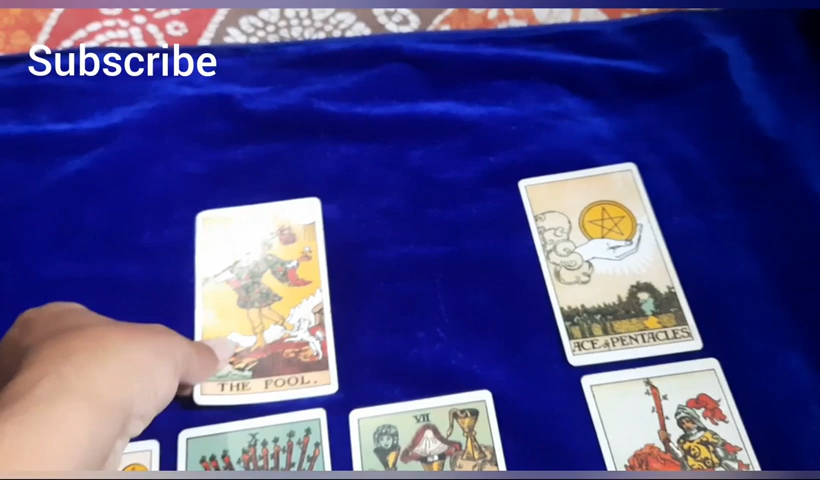 Subscribe
THE FOOL.
ACE of PENTACLES.
X
VII